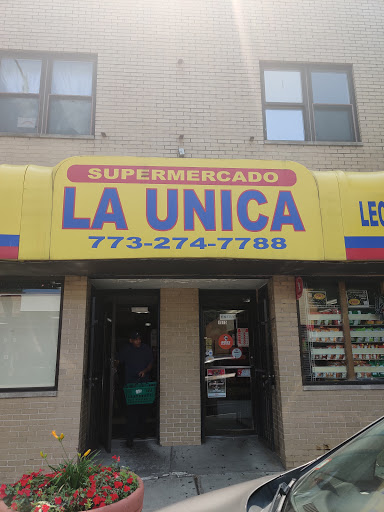 SUPERMERCADO
LA UNICA
773-274-7788
LEC